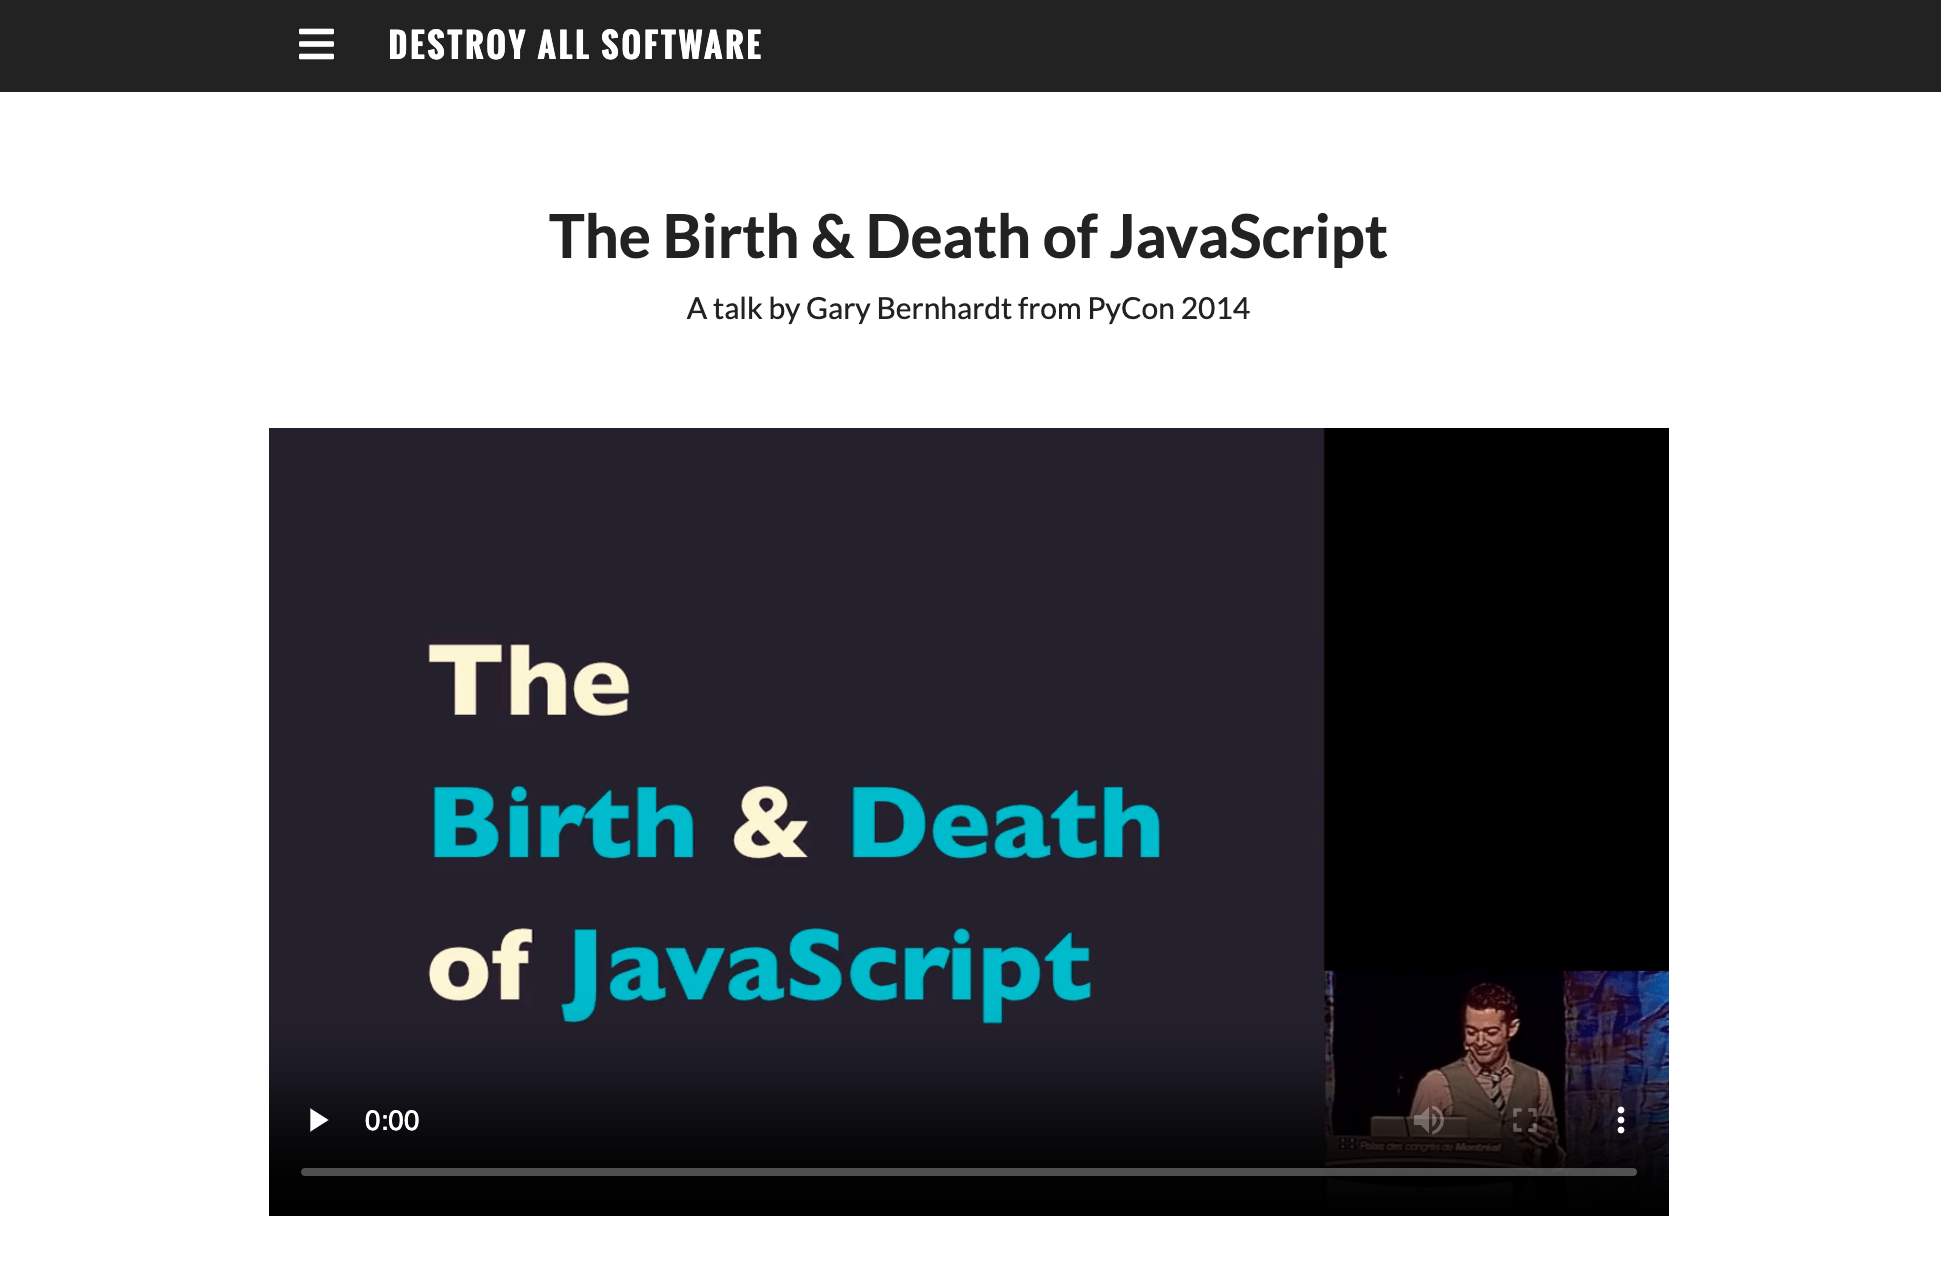 DESTROY ALL SOFTWARE
The Birth & Death of JavaScript
A talk by Gary Bernhardt from PyCon 2014
The
Birth & Death
of JavaScript
0:00
Palais des congrès de Montréal